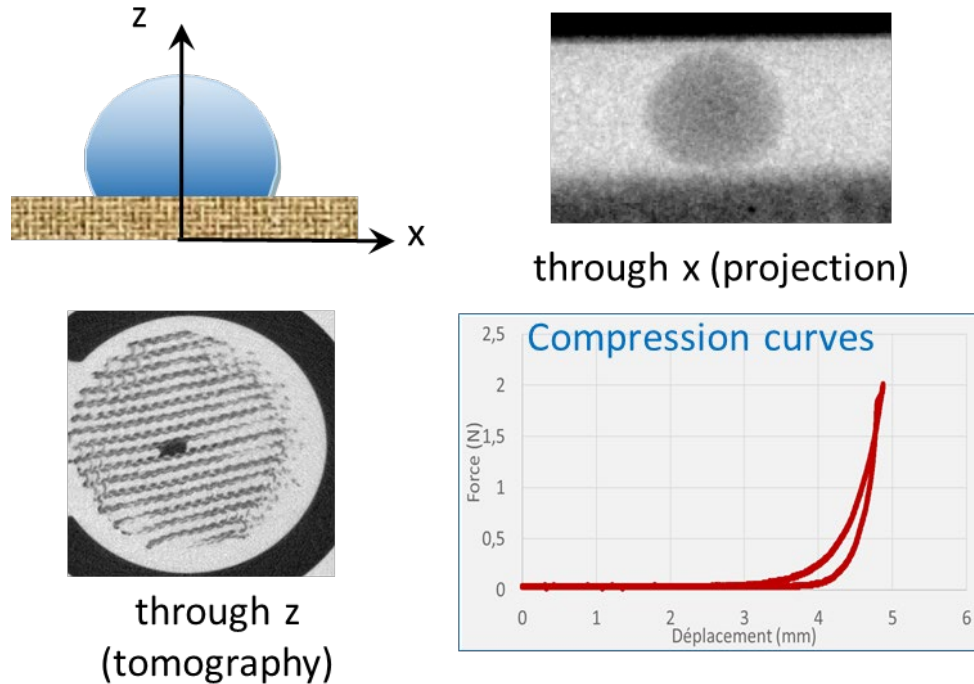 z
x
through x (projection)
through z
(tomography)
Compression curves
2,5
2
1,5
1
0,5
0
Force (N)
0 1 2 3 4 5 6
Déplacement (mm)